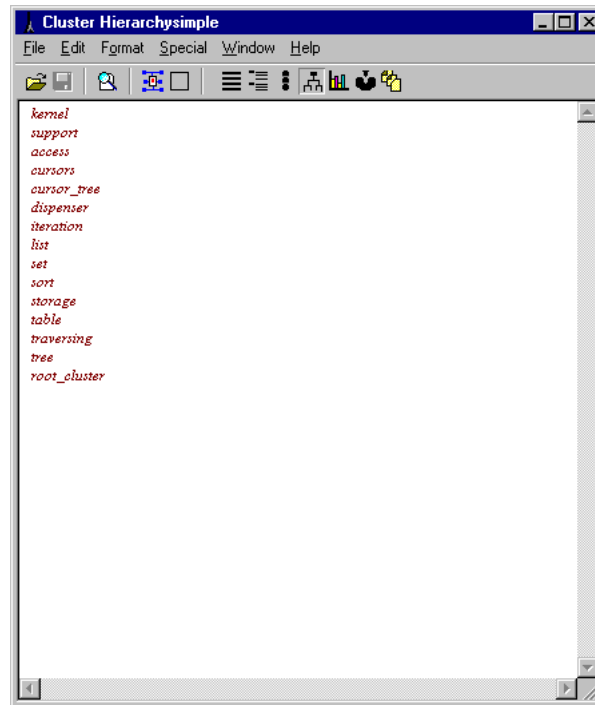 Cluster Hierarchysimple
File Edit Format Special Window Help
kernel
support
access
cursors
cursor_tree
dispenser
iteration
list
set
sort
storage
table
traversing
tree
root_cluster